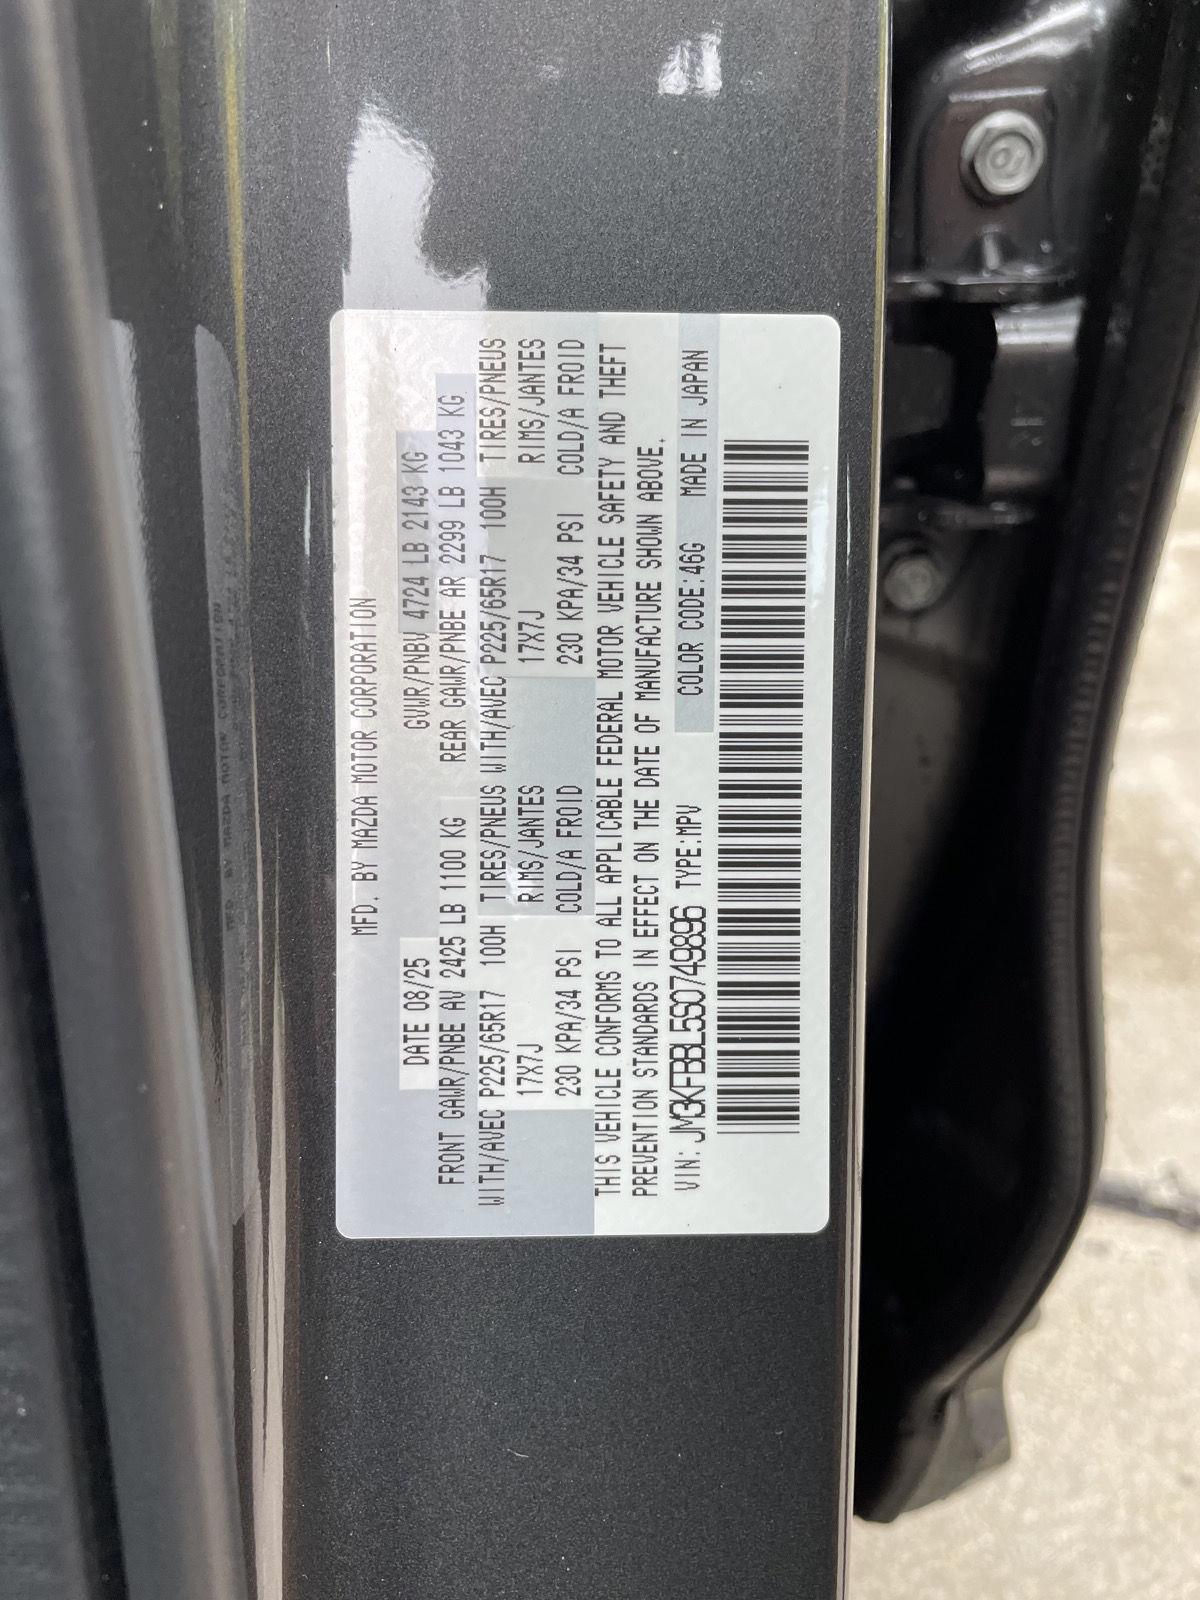 MFD. BY MAZDA MOTOR CORPORATION
DATE 08/25 GVWR/PNBV 4724 LB 2143 KG
FRONT GAWR/PNBE AV 2425 LB 1100 KG REAR GAWR/PNBE AR 2299 LB 1043 KG
WITH/AVEC P225/65R17 100H TIRES/PNEUS WITH/AVEC P225/65R17 100H TIRES/PNEUS
17X7J RIMS/JANTES 17X7J RIMS/JANTES
230 KPA/34 PSI COLD/A FROID 230 KPA/34 PSI COLD/A FROID
THIS VEHICLE CONFORMS TO ALL APPLICABLE FEDERAL MOTOR VEHICLE SAFETY AND THEFT
PREVENTION STANDARDS IN EFFECT ON THE DATE OF MANUFACTURE SHOWN ABOVE.
VIN: JM3KFBBL5S0749896 TYPE:MPV COLOR CODE:46G MADE IN JAPAN